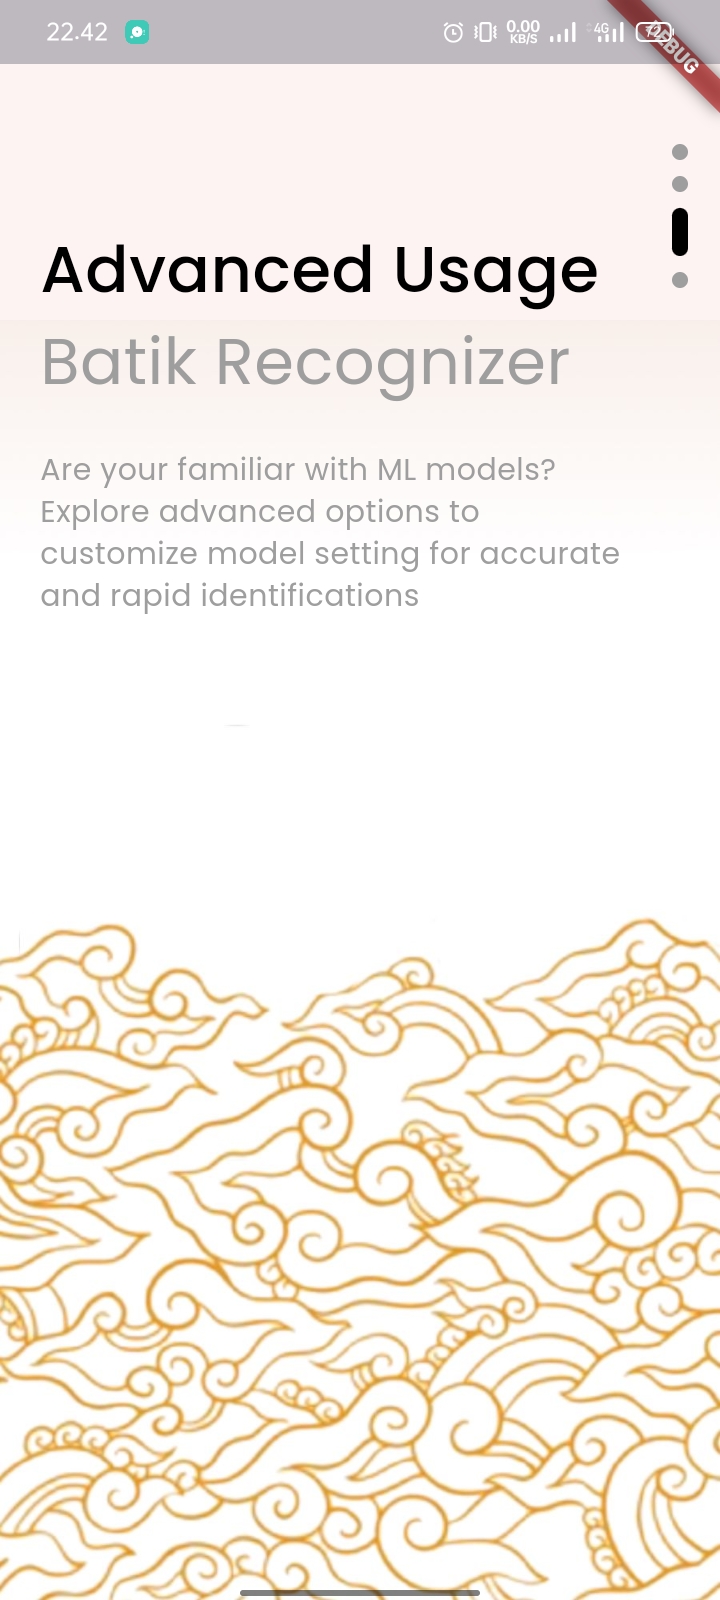 22.42
0.00
KB/S
4G
72
DEBUG
Advanced Usage
Batik Recognizer
Are your familiar with ML models?
Explore advanced options to
customize model setting for accurate
and rapid identifications